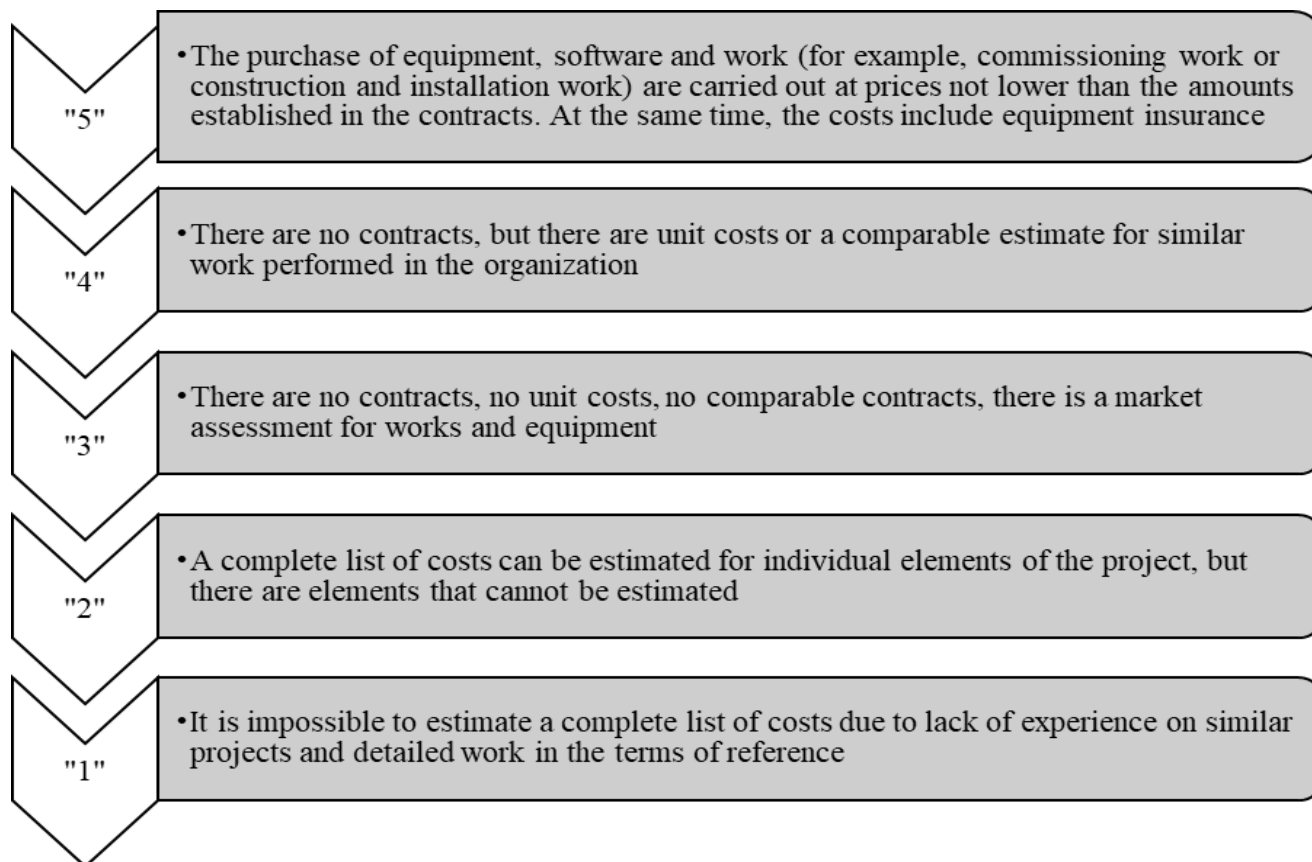 "5"
•The purchase of equipment, software and work (for example, commissioning work or
construction and installation work) are carried out at prices not lower than the amounts
established in the contracts. At the same time, the costs include equipment insurance
"4"
•There are no contracts, but there are unit costs or a comparable estimate for similar
work performed in the organization
"3"
•There are no contracts, no unit costs, no comparable contracts, there is a market
assessment for works and equipment
"2"
•A complete list of costs can be estimated for individual elements of the project, but
there are elements that cannot be estimated
"1"
•It is impossible to estimate a complete list of costs due to lack of experience on similar
projects and detailed work in the terms of reference